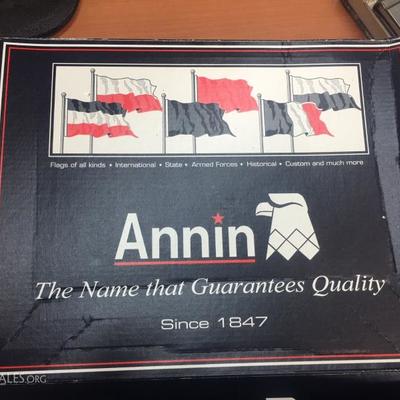 Flags of all kinds • International • State • Armed Forces • Historical • Custom and much more
Annin
The Name that Guarantees Quality
Since 1847
ALES.ORG